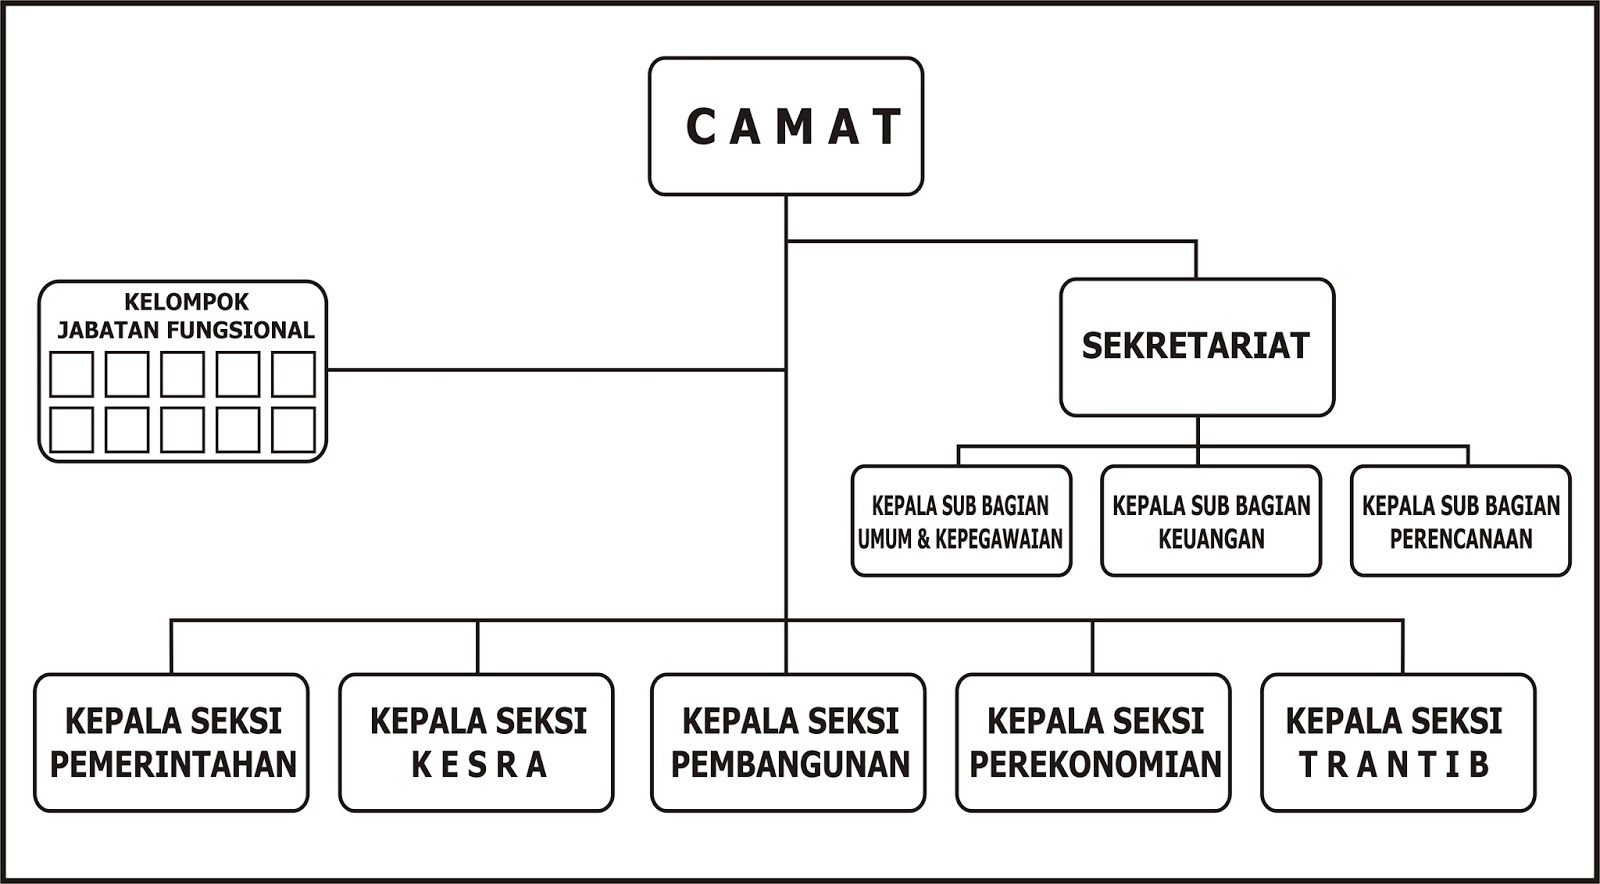 C A M A T
KELOMPOK
JABATAN FUNGSIONAL
SEKRETARIAT
KEPALA SUB BAGIAN
UMUM & KEPEGAWAIAN
KEPALA SUB BAGIAN
KEUANGAN
KEPALA SUB BAGIAN
PERENCANAAN
KEPALA SEKSI
PEMERINTAHAN
KEPALA SEKSI
K E S R A
KEPALA SEKSI
PEMBANGUNAN
KEPALA SEKSI
PEREKONOMIAN
KEPALA SEKSI
T R A N T I B